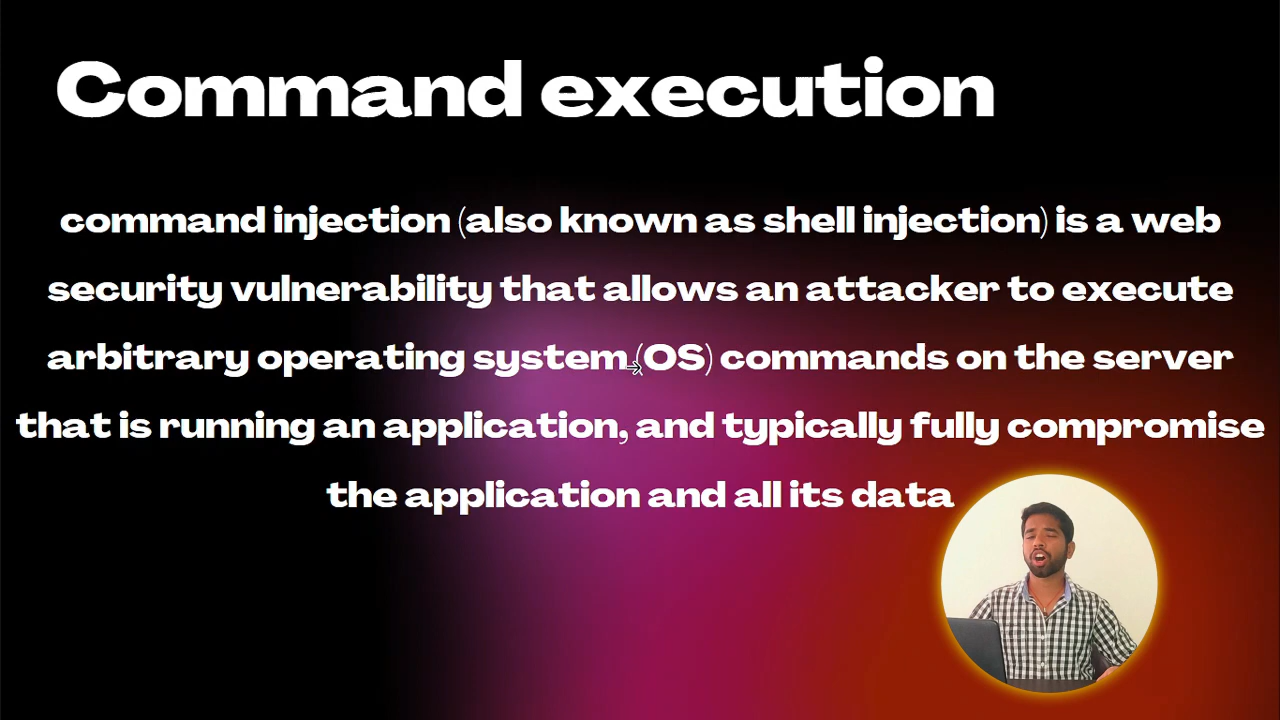 Command execution
command injection (also known as shell injection) is a web
security vulnerability that allows an attacker to execute
arbitrary operating system (OS) commands on the server
that is running an application, and typically fully compromise
the application and all its data